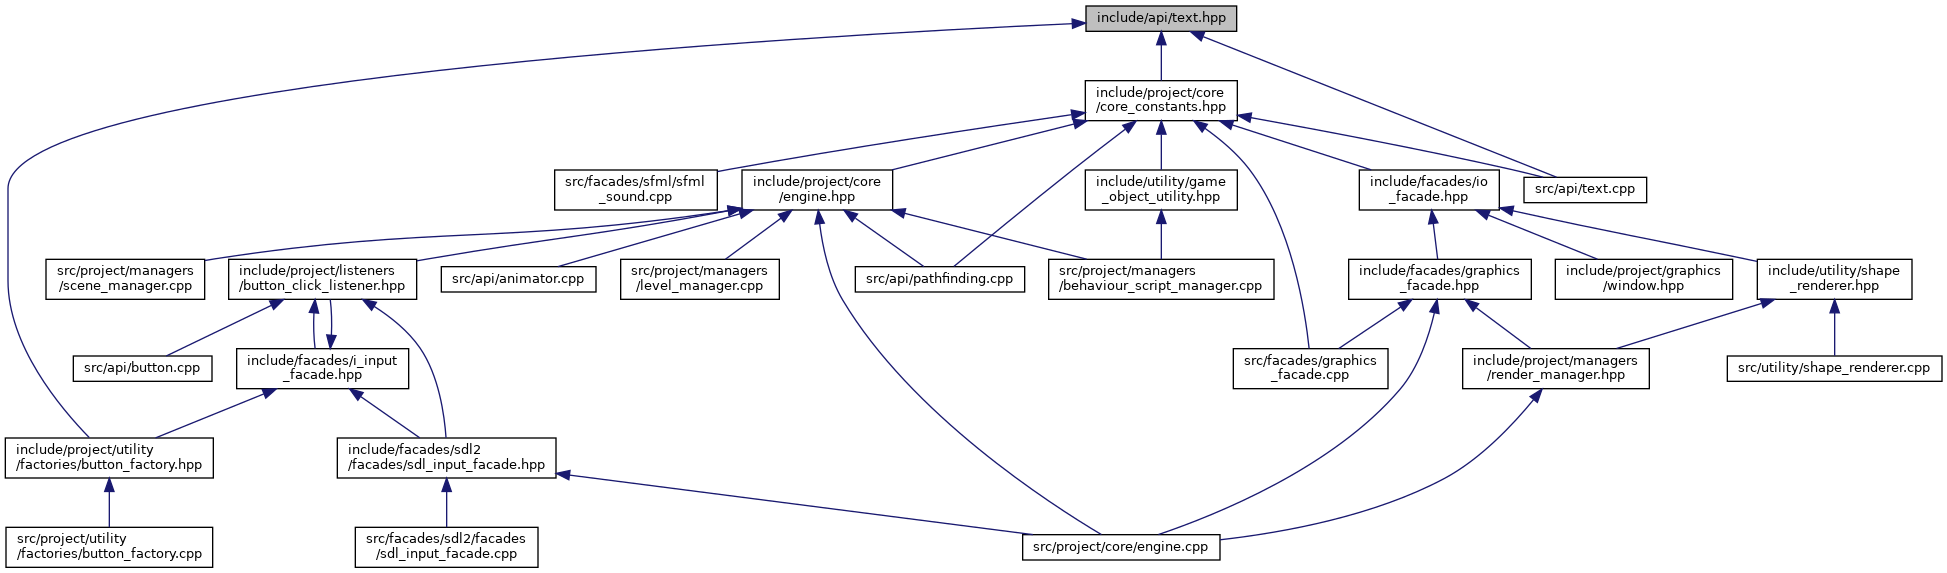 include/api/text.hpp
include/project/core
/core_constants.hpp
src/facades/sfml/sfml
_sound.cpp
include/project/core
/engine.hpp
include/utility/game
_object_utility.hpp
include/facades/io
_facade.hpp
src/api/text.cpp
src/project/managers
/scene_manager.cpp
include/project/listeners
/button_click_listener.hpp
src/api/animator.cpp
src/project/managers
/level_manager.cpp
src/api/pathfinding.cpp
src/project/managers
/behaviour_script_manager.cpp
include/facades/graphics
_facade.hpp
include/project/graphics
/window.hpp
include/utility/shape
_renderer.hpp
src/api/button.cpp
include/facades/i_input
_facade.hpp
src/facades/graphics
_facade.cpp
include/project/managers
/render_manager.hpp
src/utility/shape_renderer.cpp
include/project/utility
/factories/button_factory.hpp
include/facades/sdl2
/facades/sdl_input_facade.hpp
src/project/utility
/factories/button_factory.cpp
src/facades/sdl2/facades
/sdl_input_facade.cpp
src/project/core/engine.cpp